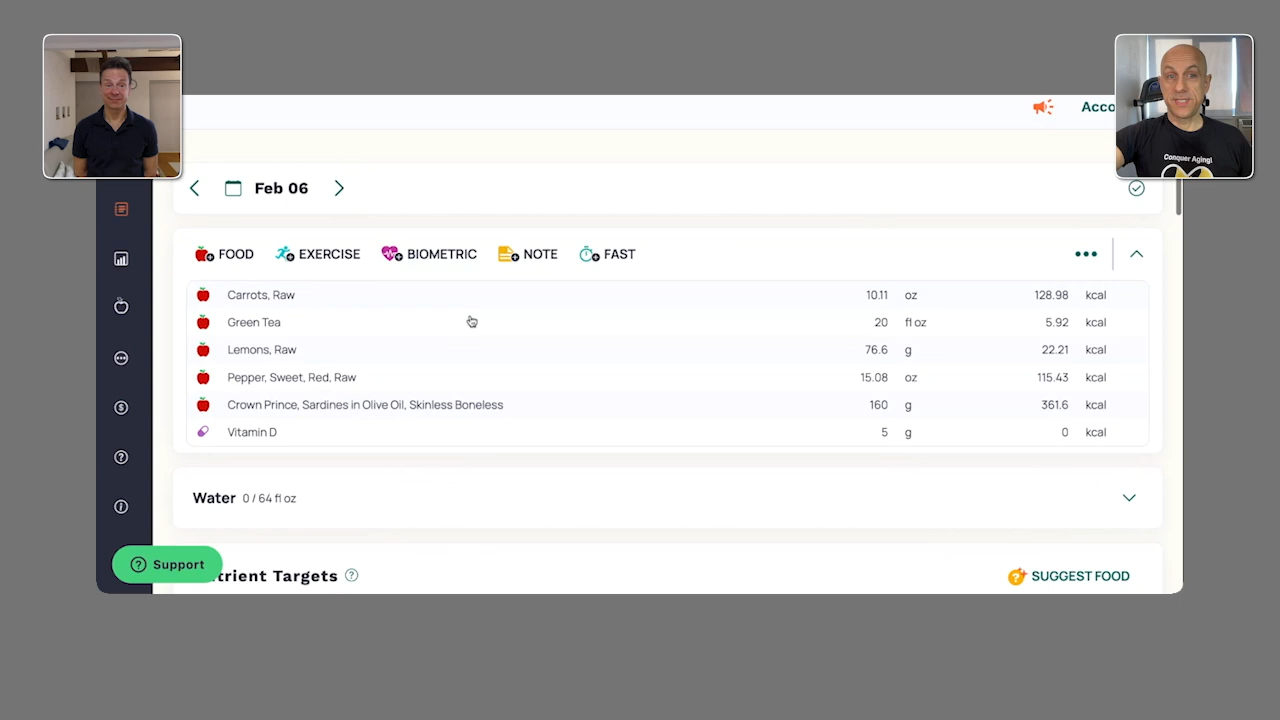 Acco
Conquer Aging!
Feb 06
FOOD EXERCISE BIOMETRIC NOTE FAST
Carrots, Raw 10.11 oz 128.98 kcal
Green Tea 20 fl oz 5.92 kcal
Lemons, Raw 76.6 g 22.21 kcal
Pepper, Sweet, Red, Raw 15.08 oz 115.43 kcal
Crown Prince, Sardines in Olive Oil, Skinless Boneless 160 g 361.6 kcal
Vitamin D 5 g 0 kcal
Water 0 / 64 fl oz
Support
trient Targets SUGGEST FOOD